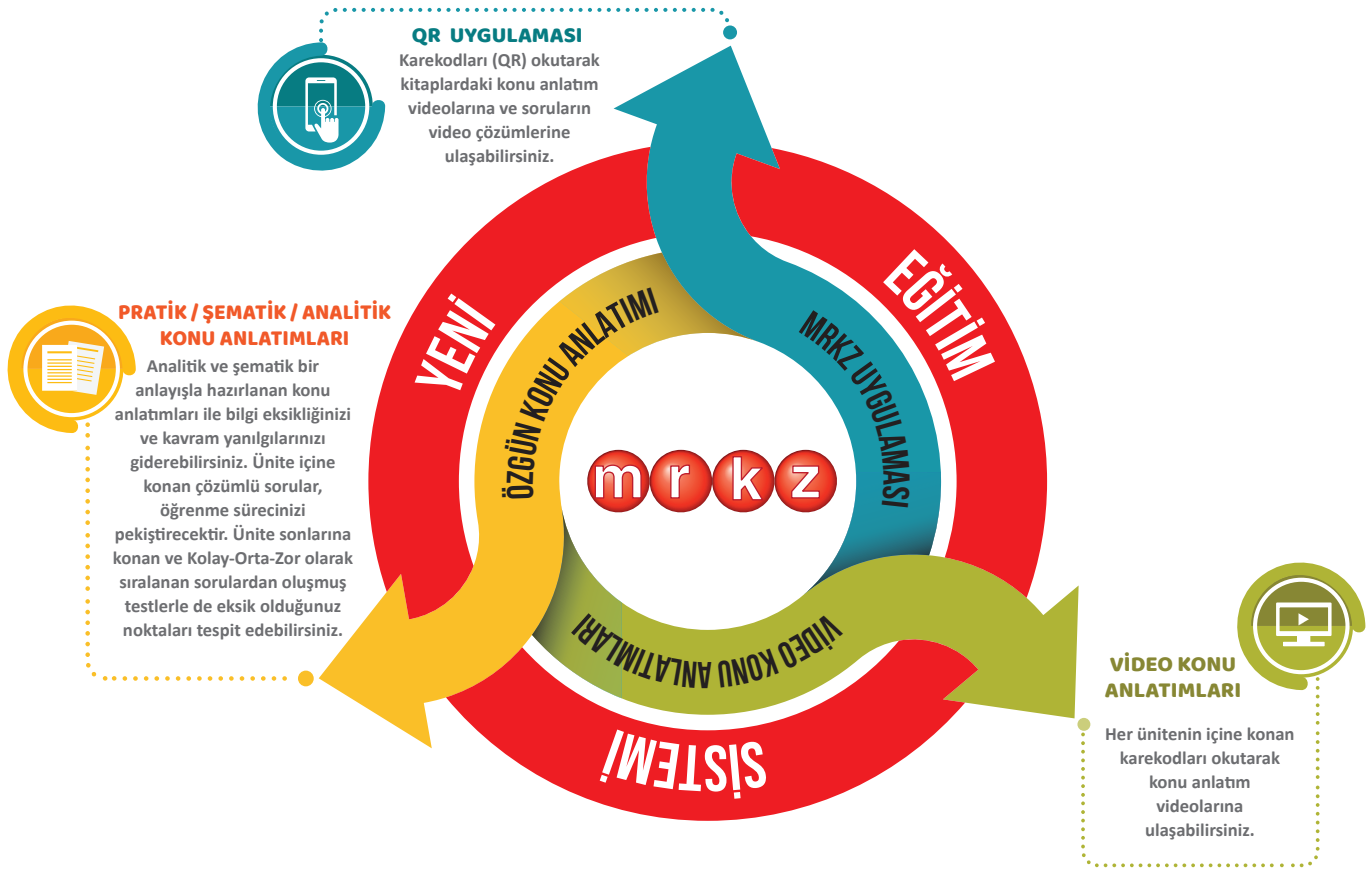 QR UYGULAMASI
Karekodları (QR) okutarak
kitaplardaki konu anlatım
videolarına ve soruların
video çözümlerine
ulaşabilirsiniz.
PRATİK / ŞEMATİK / ANALİTİK
KONU ANLATIMLARI
Analitik ve şematik bir
anlayışla hazırlanan konu
anlatımları ile bilgi eksikliğinizi
ve kavram yanılgılarınızı
giderebilirsiniz. Ünite içine
konan çözümlü sorular,
öğrenme sürecinizi
pekiştirecektir. Ünite sonlarına
konan ve Kolay-Orta-Zor olarak
sıralanan sorulardan oluşmuş
testlerle de eksik olduğunuz
noktaları tespit edebilirsiniz.
YENİ
EĞİTİM
SİSTEMİ
ÖZGÜN KONU ANLATIMI
MRKZ UYGULAMASI
VİDEO KONU ANLATIMLARI
mrkz
VİDEO KONU
ANLATIMLARI
Her ünitenin içine konan
karekodları okutarak
konu anlatım
videolarına
ulaşabilirsiniz.